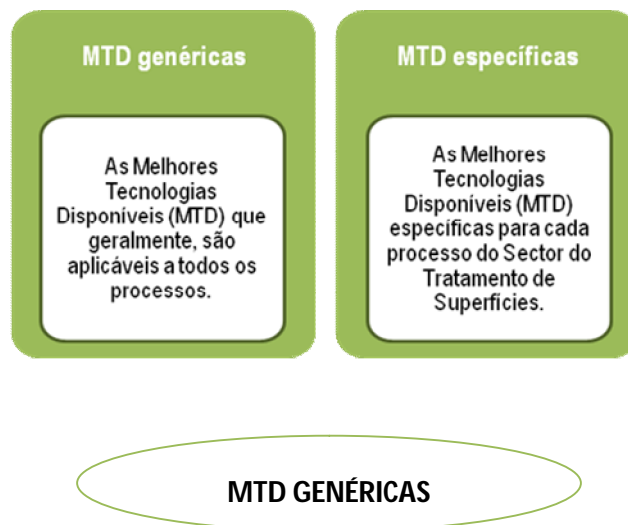 MTD genéricas
As Melhores
Tecnologias
Disponíveis (MTD) que
geralmente, são
aplicáveis a todos os
processos.
MTD específicas
As Melhores
Tecnologias
Disponíveis (MTD)
específicas para cada
processo do Sector do
Tratamento de
Superfícies.
MTD GENÉRICAS